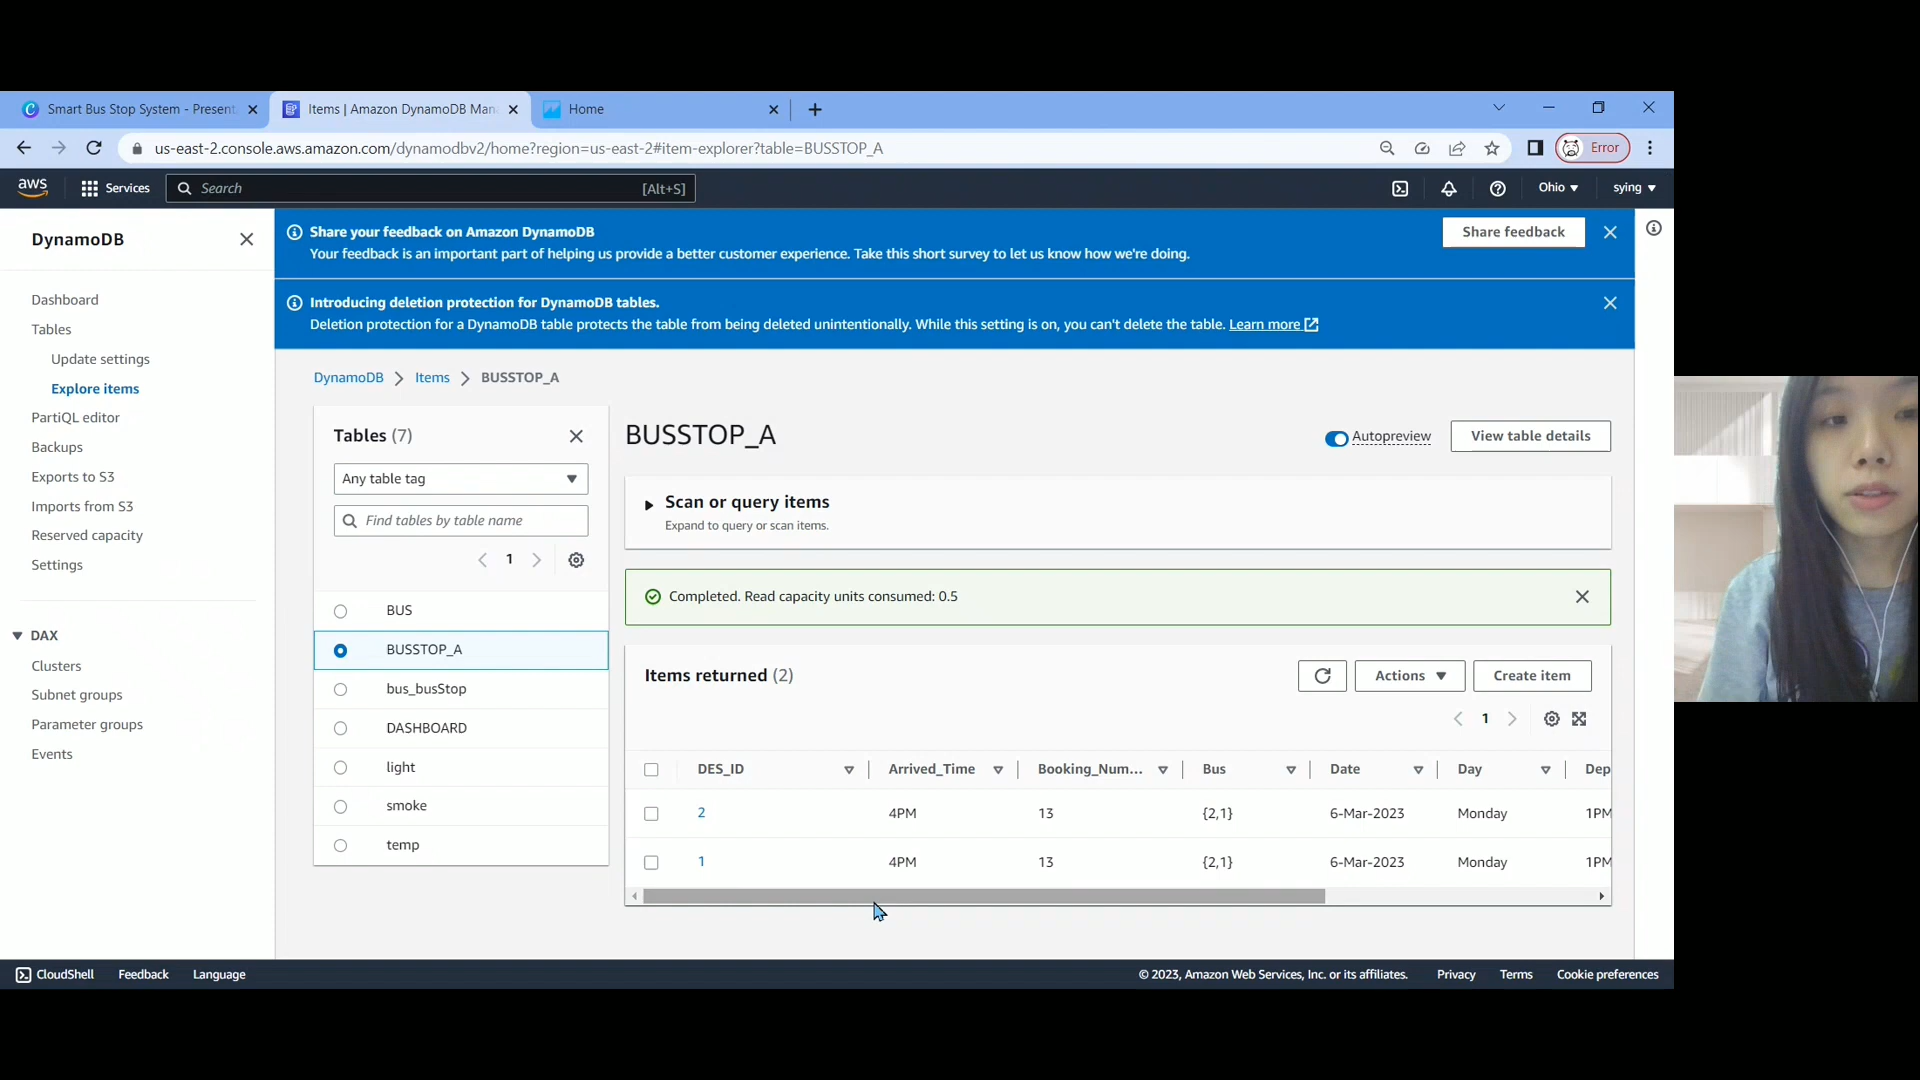 Smart Bus Stop System - Present
Items | Amazon DynamoDB Man
Home
us-east-2.console.aws.amazon.com/dynamodbv2/home?region=us-east-2#item-explorer?table=BUSSTOP_A
Error
aws
Services
Search
[Alt+S]
Ohio
sying
DynamoDB
Dashboard
Tables
Update settings
Explore items
PartiQL editor
Backups
Exports to S3
Imports from S3
Reserved capacity
Settings
DAX
Clusters
Subnet groups
Parameter groups
Events
Share your feedback on Amazon DynamoDB
Your feedback is an important part of helping us provide a better customer experience. Take this short survey to let us know how we're doing.
Share feedback
Introducing deletion protection for DynamoDB tables.
Deletion protection for a DynamoDB table protects the table from being deleted unintentionally. While this setting is on, you can't delete the table. Learn more
DynamoDB
Items
BUSSTOP_A
Tables (7)
Any table tag
Find tables by table name
1
BUS
BUSSTOP_A
bus_busStop
DASHBOARD
light
smoke
temp
BUSSTOP_A
Autopreview
View table details
Scan or query items
Expand to query or scan items.
Completed. Read capacity units consumed: 0.5
Items returned (2)
Actions
Create item
1
DES_ID Arrived_Time Booking_Num... Bus Date Day Dep
2 4PM 13 {2,1} 6-Mar-2023 Monday 1PM
1 4PM 13 {2,1} 6-Mar-2023 Monday 1PM
CloudShell
Feedback
Language
© 2023, Amazon Web Services, Inc. or its affiliates.
Privacy
Terms
Cookie preferences